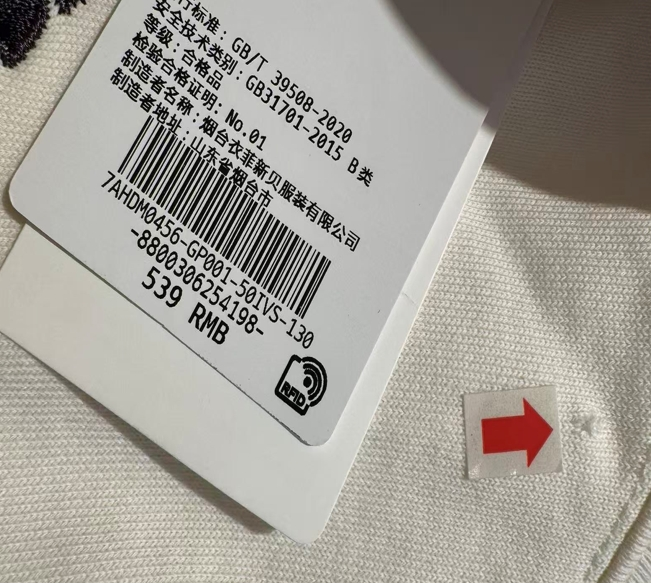 行标准：GB/T 39508-2020
安全技术类别：GB31701-2015 B类
等级：合格品
检验合格证明：No.01
制造者名称：烟台衣菲新贝服装有限公司
制造者地址：山东省烟台市
7AHDM0456-GP001-50IVS-130
-8800306254198-
539 RMB
RFID